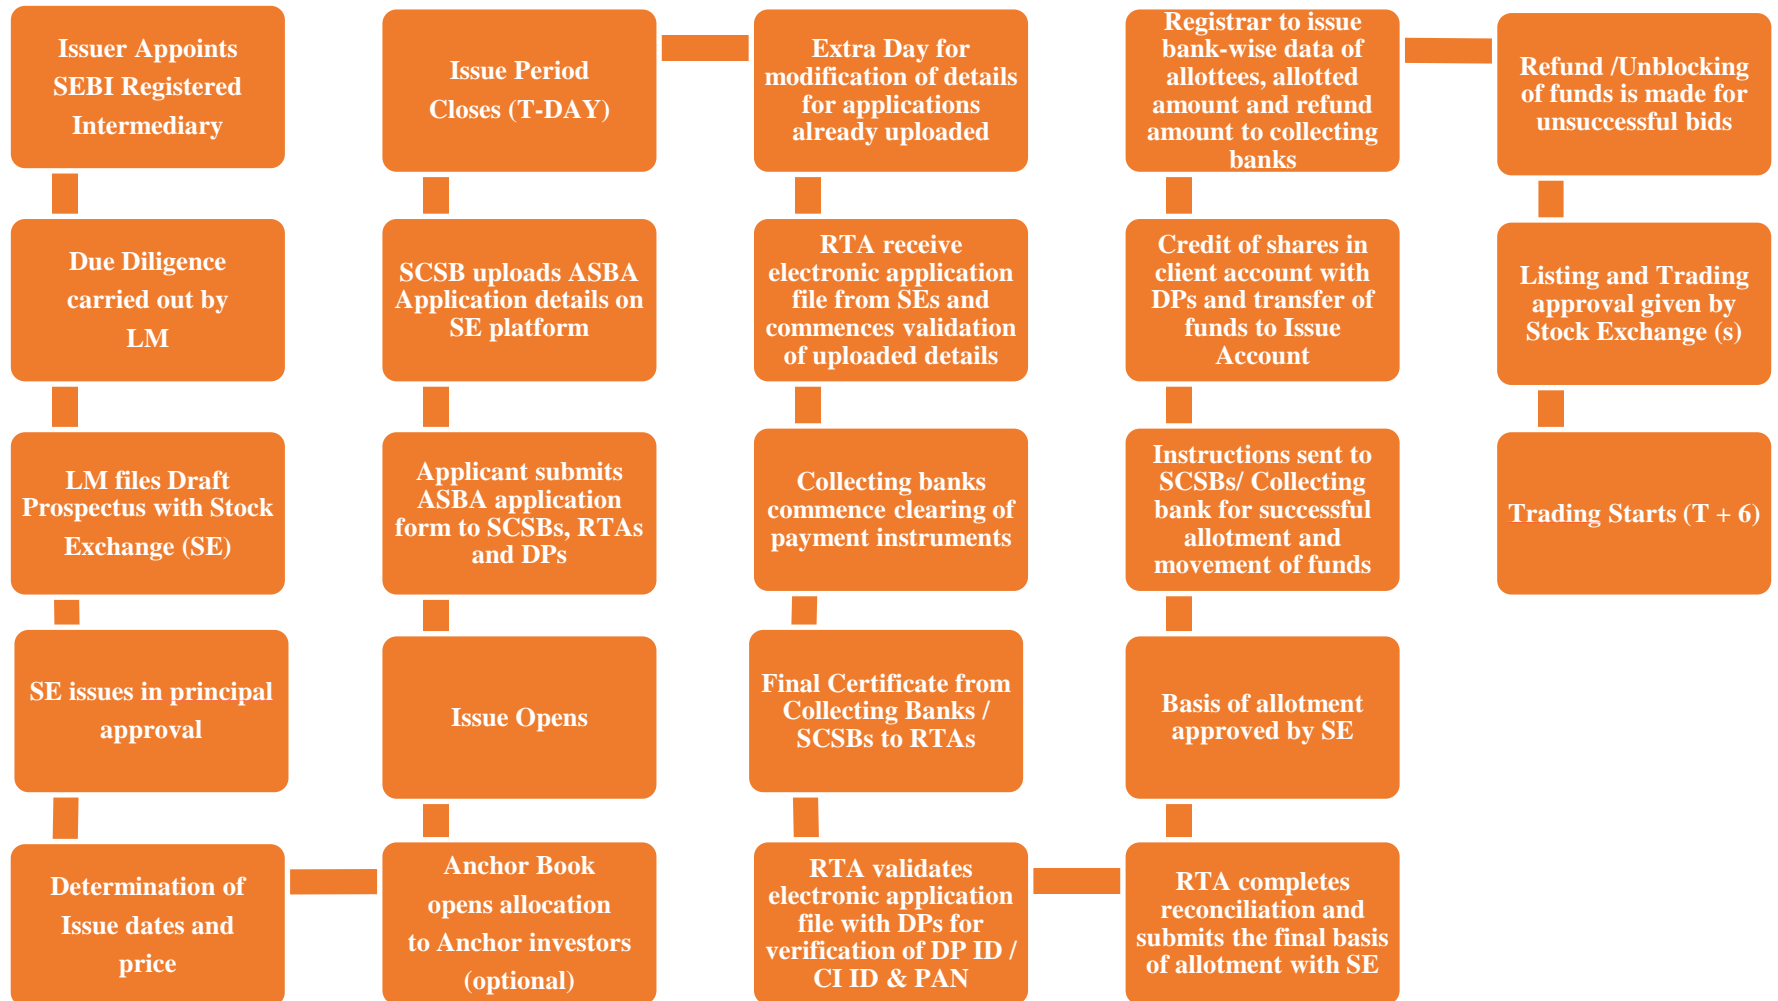 Issuer Appoints
SEBI Registered
Intermediary
Due Diligence
carried out by
LM
LM files Draft
Prospectus with Stock
Exchange (SE)
SE issues in principal
approval
Determination of
Issue dates and
price
Anchor Book
opens allocation
to Anchor investors
(optional)
Issue Opens
Applicant submits
ASBA application
form to SCSBs, RTAs
and DPs
SCSB uploads ASBA
Application details on
SE platform
Issue Period
Closes (T-DAY)
Extra Day for
modification of details
for applications
already uploaded
RTA receive
electronic application
file from SEs and
commences validation
of uploaded details
Collecting banks
commence clearing of
payment instruments
Final Certificate from
Collecting Banks /
SCSBs to RTAs
RTA validates
electronic application
file with DPs for
verification of DP ID /
CI ID & PAN
RTA completes
reconciliation and
submits the final basis
of allotment with SE
Basis of allotment
approved by SE
Instructions sent to
SCSBs/ Collecting
bank for successful
allotment and
movement of funds
Credit of shares in
client account with
DPs and transfer of
funds to Issue
Account
Registrar to issue
bank-wise data of
allottees, allotted
amount and refund
amount to collecting
banks
Refund /Unblocking
of funds is made for
unsuccessful bids
Listing and Trading
approval given by
Stock Exchange (s)
Trading Starts (T + 6)